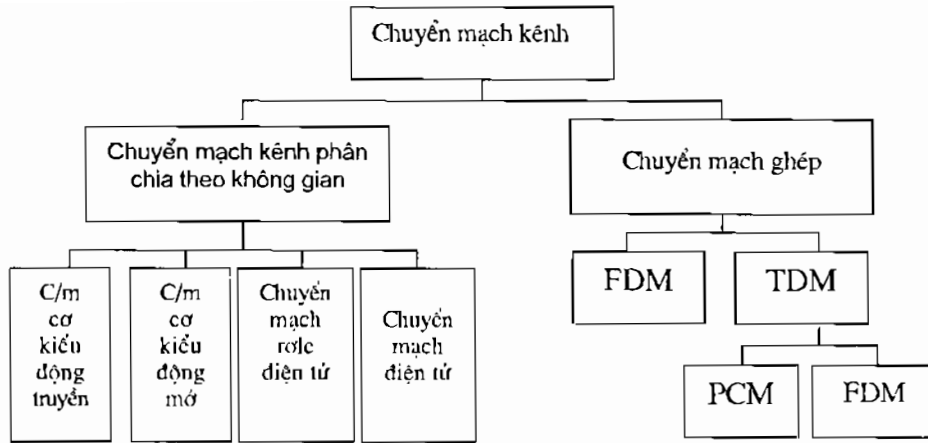 Chuyển mạch kênh
Chuyển mạch kênh phân
chia theo không gian
Chuyển mạch ghép
C/m
cơ
kiểu
động
truyền
C/m
cơ
kiểu
động
mở
Chuyển
mạch
rơle
điện tử
Chuyển
mạch
điện tử
FDM
TDM
PCM
FDM